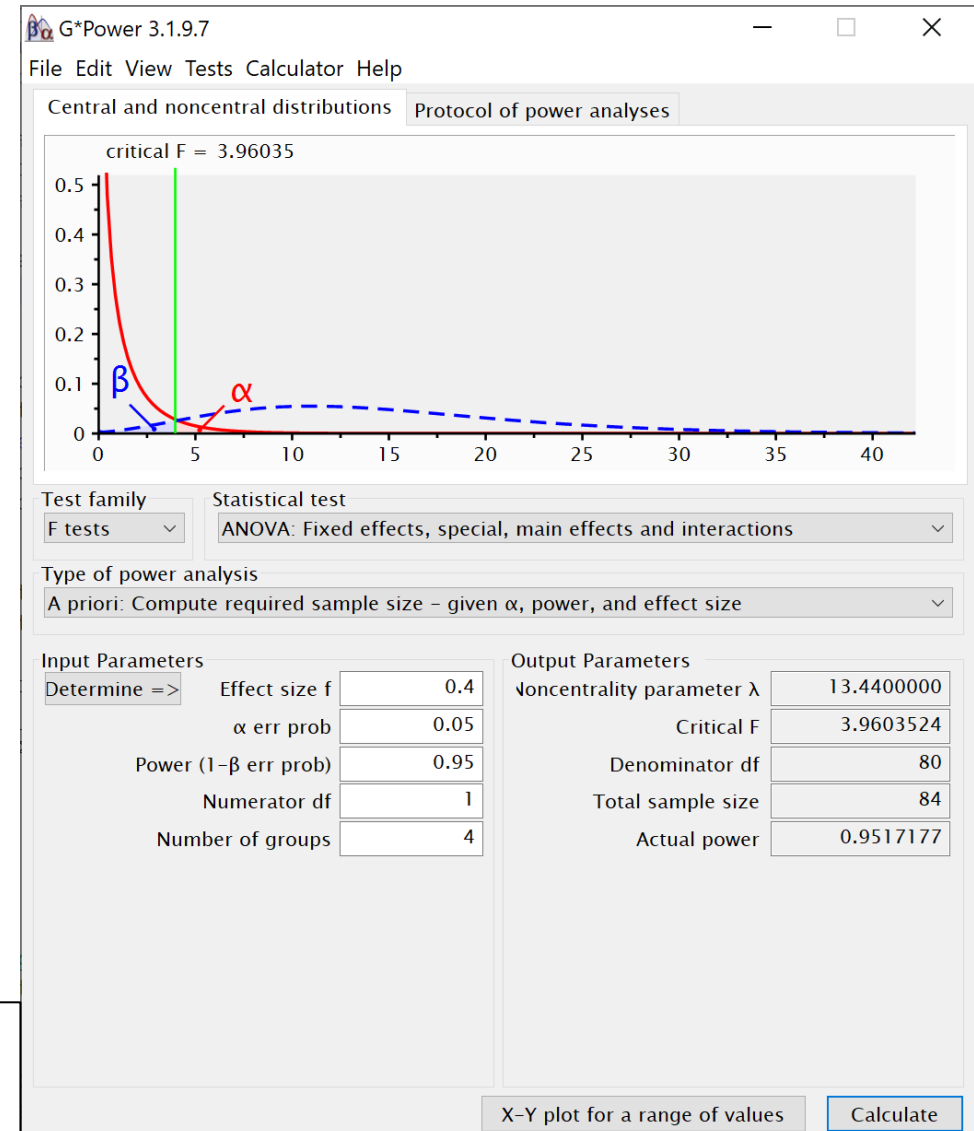 G*Power 3.1.9.7
File Edit View Tests Calculator Help
Central and noncentral distributions Protocol of power analyses
critical F = 3.96035
0.5
0.4
0.3
0.2
0.1
0
β
α
0 5 10 15 20 25 30 35 40
Test family Statistical test
F tests ANOVA: Fixed effects, special, main effects and interactions
Type of power analysis
A priori: Compute required sample size – given α, power, and effect size
Input Parameters Output Parameters
Determine => Effect size f 0.4 Noncentrality parameter λ 13.4400000
α err prob 0.05 Critical F 3.9603524
Power (1-β err prob) 0.95 Denominator df 80
Numerator df 1 Total sample size 84
Number of groups 4 Actual power 0.9517177
X-Y plot for a range of values Calculate